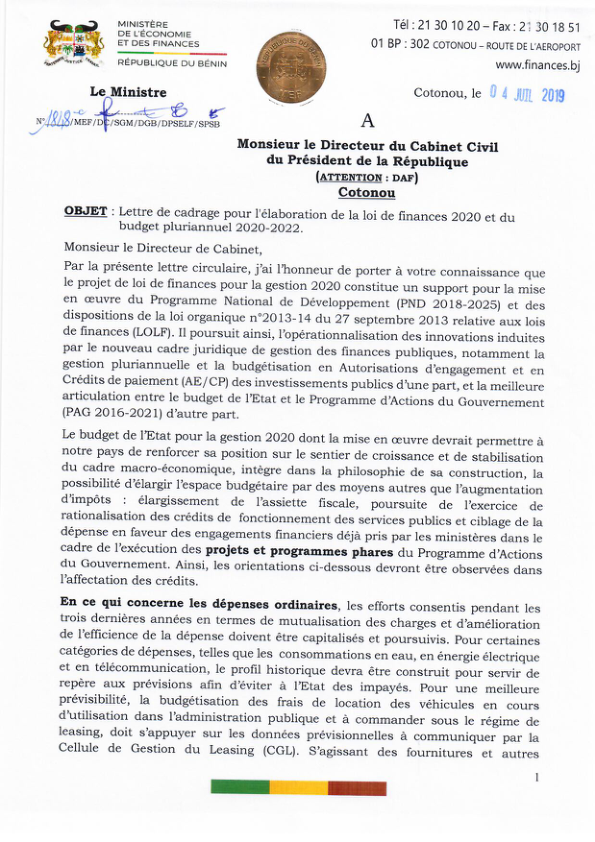 MINISTÈRE
DE L'ÉCONOMIE
ET DES FINANCES
RÉPUBLIQUE DU BÉNIN
Tél : 21 30 10 20 – Fax : 21 30 18 51
01 BP : 302 COTONOU – ROUTE DE L'AEROPORT
www.finances.bj
Le Ministre
Cotonou, le 04 JUIL 2019
N° 1848-c/MEF/DC/SGM/DGB/DPSELF/SPSB
A
Monsieur le Directeur du Cabinet Civil
du Président de la République
(ATTENTION : DAF)
Cotonou
OBJET : Lettre de cadrage pour l'élaboration de la loi de finances 2020 et du
budget pluriannuel 2020-2022.
Monsieur le Directeur de Cabinet,
Par la présente lettre circulaire, j'ai l'honneur de porter à votre connaissance que
le projet de loi de finances pour la gestion 2020 constitue un support pour la mise
en œuvre du Programme National de Développement (PND 2018-2025) et des
dispositions de la loi organique n°2013-14 du 27 septembre 2013 relative aux lois
de finances (LOLF). Il poursuit ainsi, l'opérationnalisation des innovations induites
par le nouveau cadre juridique de gestion des finances publiques, notamment la
gestion pluriannuelle et la budgétisation en Autorisations d'engagement et en
Crédits de paiement (AE/CP) des investissements publics d'une part, et la meilleure
articulation entre le budget de l'Etat et le Programme d'Actions du Gouvernement
(PAG 2016-2021) d'autre part.
Le budget de l'Etat pour la gestion 2020 dont la mise en œuvre devrait permettre à
notre pays de renforcer sa position sur le sentier de croissance et de stabilisation
du cadre macro-économique, intègre dans la philosophie de sa construction, la
possibilité d'élargir l'espace budgétaire par des moyens autres que l'augmentation
d'impôts : élargissement de l'assiette fiscale, poursuite de l'exercice de
rationalisation des crédits de fonctionnement des services publics et ciblage de la
dépense en faveur des engagements financiers déjà pris par les ministères dans le
cadre de l'exécution des projets et programmes phares du Programme d'Actions
du Gouvernement. Ainsi, les orientations ci-dessous devront être observées dans
l'affectation des crédits.
En ce qui concerne les dépenses ordinaires, les efforts consentis pendant les
trois dernières années en termes de mutualisation des charges et d'amélioration
de l'efficience de la dépense doivent être capitalisés et poursuivis. Pour certaines
catégories de dépenses, telles que les consommations en eau, en énergie électrique
et en télécommunication, le profil historique devra être construit pour servir de
repère aux prévisions afin d'éviter à l'Etat des impayés. Pour une meilleure
prévisibilité, la budgétisation des frais de location des véhicules en cours
d'utilisation dans l'administration publique et à commander sous le régime de
leasing, doit s'appuyer sur les données prévisionnelles à communiquer par la
Cellule de Gestion du Leasing (CGL). S'agissant des fournitures et autres
1